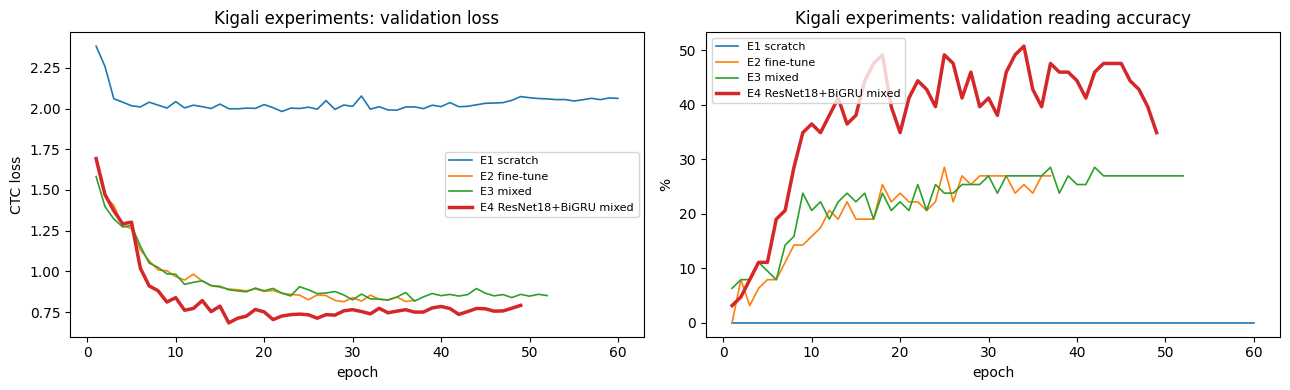 Kigali experiments: validation loss
CTC loss
2.25
2.00
1.75
1.50
1.25
1.00
0.75
E1 scratch
E2 fine-tune
E3 mixed
E4 ResNet18+BiGRU mixed
0 10 20 30 40 50 60
epoch
Kigali experiments: validation reading accuracy
%
50
40
30
20
10
0
E1 scratch
E2 fine-tune
E3 mixed
E4 ResNet18+BiGRU mixed
0 10 20 30 40 50 60
epoch